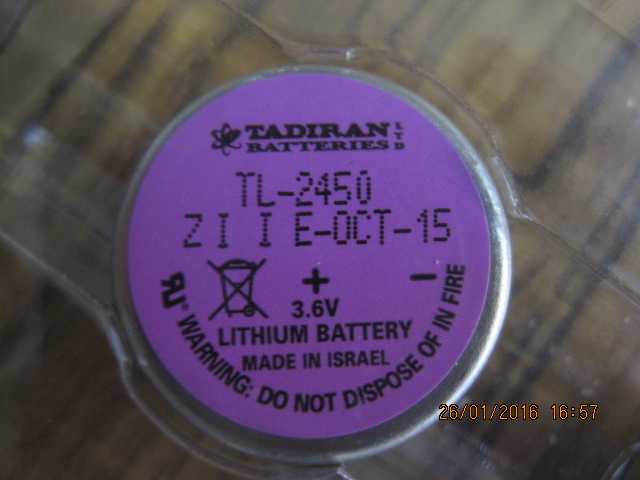 TADIRAN LTD
BATTERIES
TL-2450
Z I I E-OCT-15
+ -
3.6V
LITHIUM BATTERY
MADE IN ISRAEL
WARNING: DO NOT DISPOSE OF IN FIRE
26/01/2016 16:57